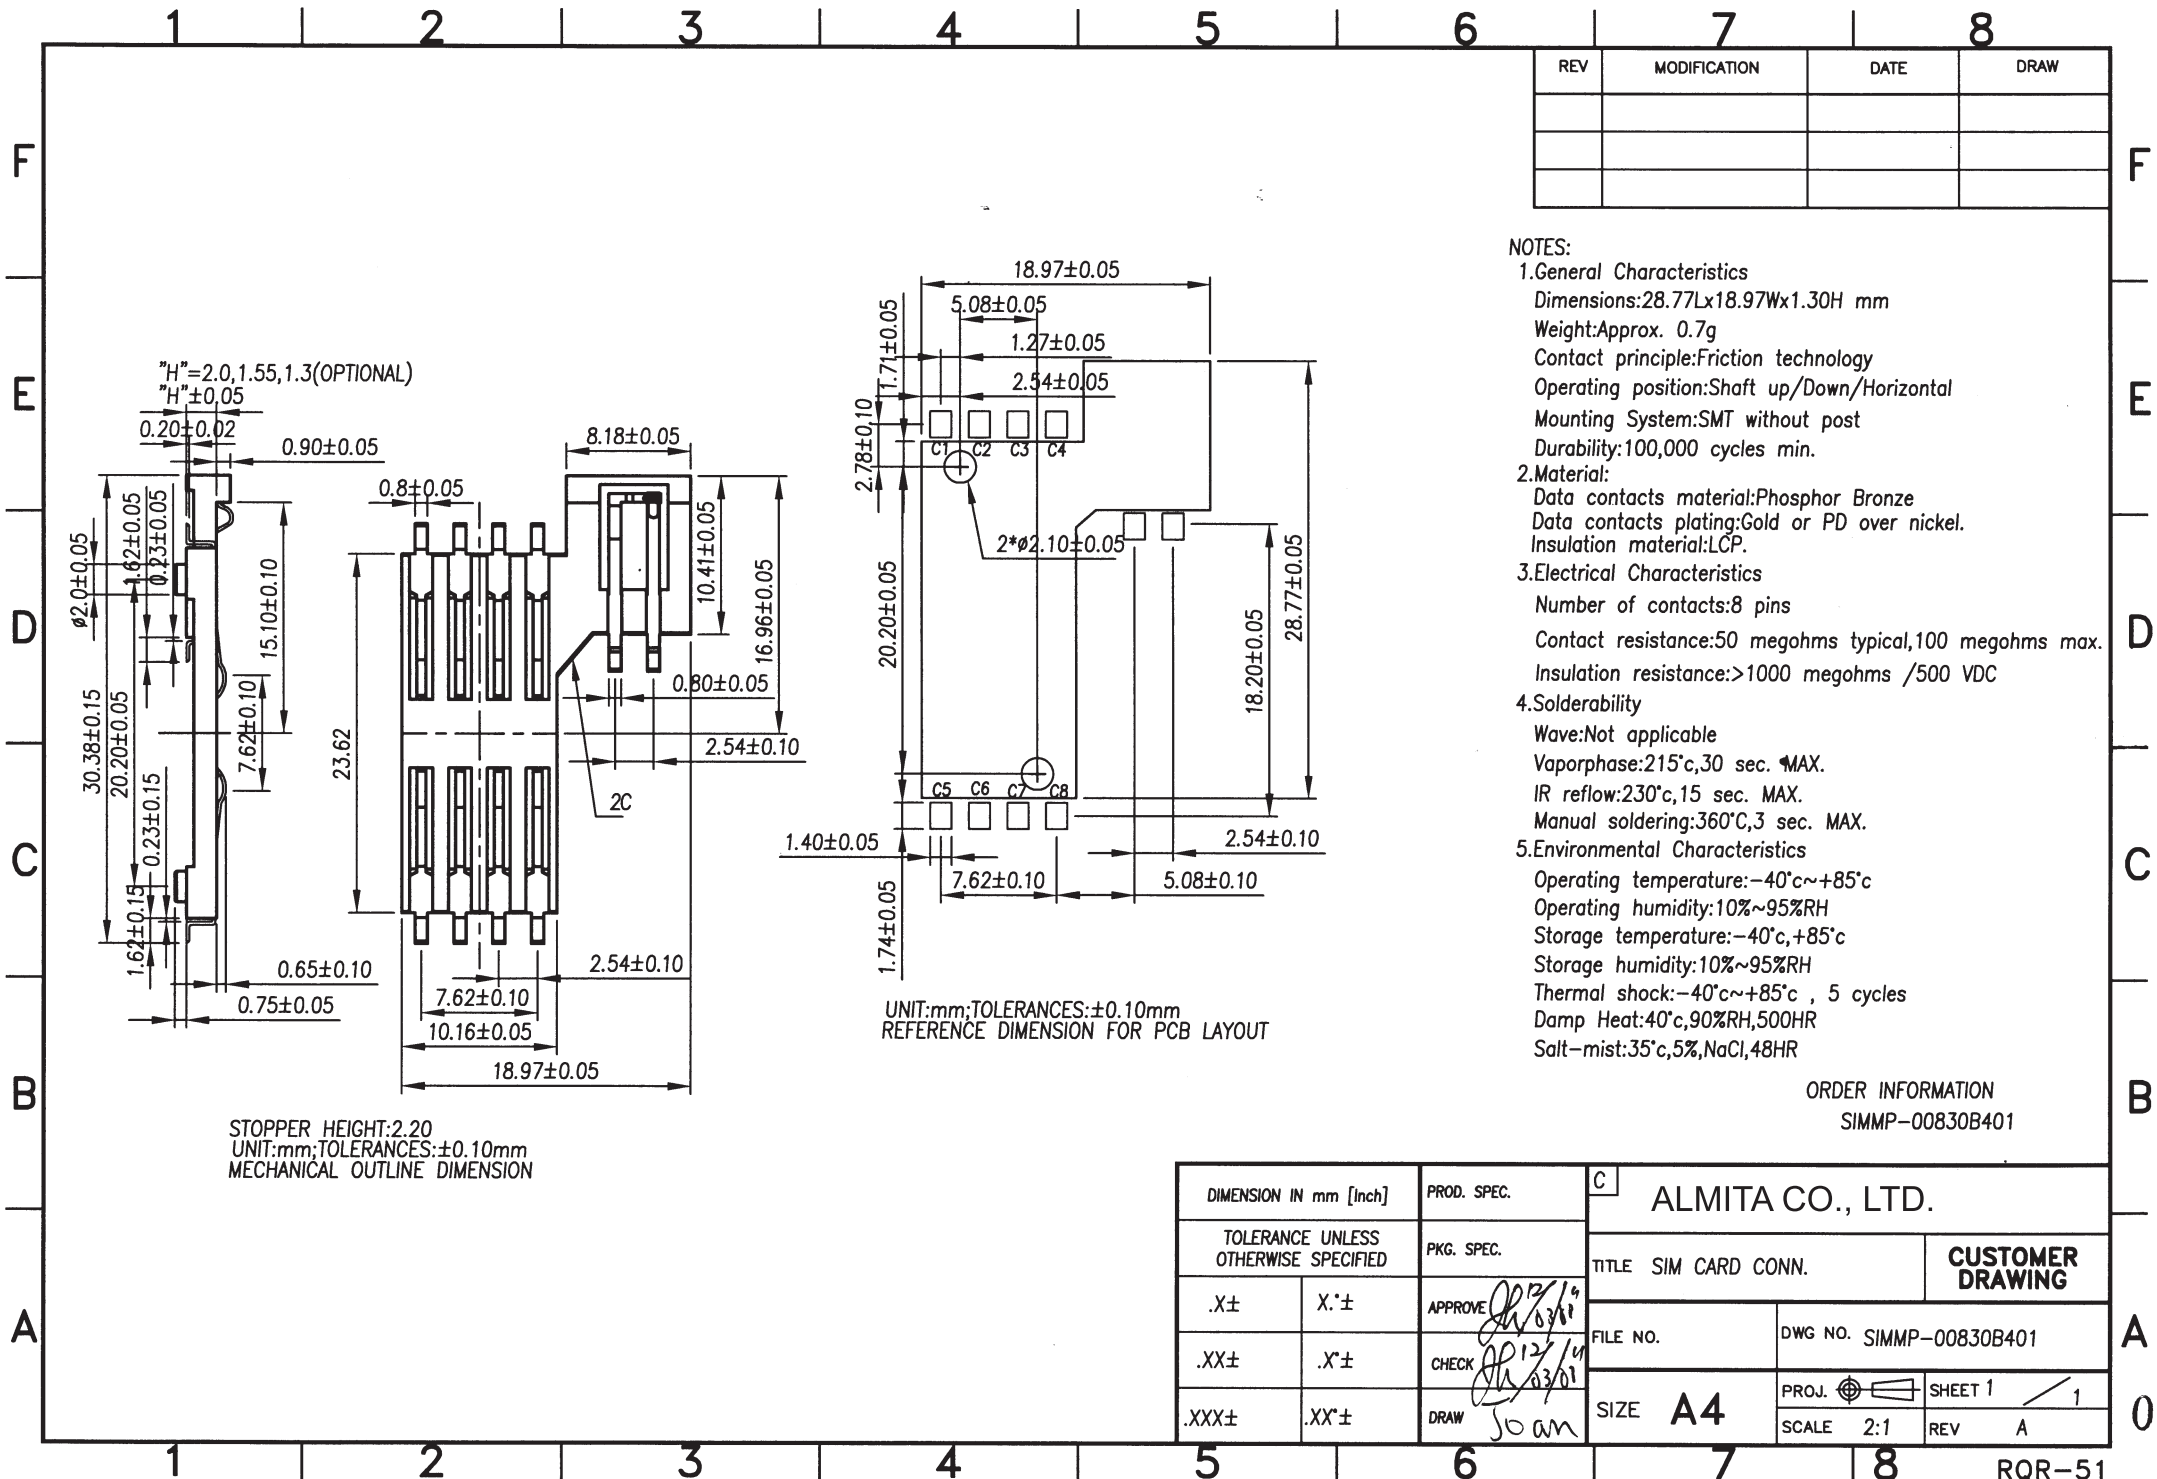 1 2 3 4 5 6 7 8
REV MODIFICATION DATE DRAW
F F
E E
D D
C C
B B
A A
0
"H"=2.0,1.55,1.3(OPTIONAL)
"H"±0.05
0.20±0.02
0.90±0.05
ø2.0±0.05
1.62±0.05
0.23±0.05
15.10±0.10
30.38±0.15
20.20±0.05
7.62±0.10
0.23±0.15
1.62±0.15
0.65±0.10
0.75±0.05
8.18±0.05
0.8±0.05
10.41±0.05
16.96±0.05
0.80±0.05
2.54±0.10
23.62
2C
2.54±0.10
7.62±0.10
10.16±0.05
18.97±0.05
STOPPER HEIGHT:2.20
UNIT:mm;TOLERANCES:±0.10mm
MECHANICAL OUTLINE DIMENSION
18.97±0.05
5.08±0.05
1.27±0.05
2.54±0.05
1.71±0.05
2.78±0.10
C1 C2 C3 C4
2*ø2.10±0.05
20.20±0.05
18.20±0.05
28.77±0.05
C5 C6 C7 C8
1.40±0.05
2.54±0.10
7.62±0.10
5.08±0.10
1.74±0.05
UNIT:mm;TOLERANCES:±0.10mm
REFERENCE DIMENSION FOR PCB LAYOUT
NOTES:
1.General Characteristics
Dimensions:28.77Lx18.97Wx1.30H mm
Weight:Approx. 0.7g
Contact principle:Friction technology
Operating position:Shaft up/Down/Horizontal
Mounting System:SMT without post
Durability:100,000 cycles min.
2.Material:
Data contacts material:Phosphor Bronze
Data contacts plating:Gold or PD over nickel.
Insulation material:LCP.
3.Electrical Characteristics
Number of contacts:8 pins
Contact resistance:50 megohms typical,100 megohms max.
Insulation resistance:>1000 megohms /500 VDC
4.Solderability
Wave:Not applicable
Vaporphase:215°c,30 sec. MAX.
IR reflow:230°c,15 sec. MAX.
Manual soldering:360°C,3 sec. MAX.
5.Environmental Characteristics
Operating temperature:-40°c~+85°c
Operating humidity:10%~95%RH
Storage temperature:-40°c,+85°c
Storage humidity:10%~95%RH
Thermal shock:-40°c~+85°c , 5 cycles
Damp Heat:40°c,90%RH,500HR
Salt-mist:35°c,5%,NaCl,48HR
ORDER INFORMATION
SIMMP-00830B401
DIMENSION IN mm [Inch]
TOLERANCE UNLESS
OTHERWISE SPECIFIED
.X± X.°±
.XX± .X°±
.XXX± .XX°±
PROD. SPEC.
PKG. SPEC.
APPROVE
CHECK
DRAW Joan
C
ALMITA CO., LTD.
TITLE SIM CARD CONN.
CUSTOMER
DRAWING
FILE NO.
DWG NO. SIMMP-00830B401
SIZE A4
PROJ.
SHEET 1 / 1
SCALE 2:1
REV A
1 2 3 4 5 6 7 8
ROR-51